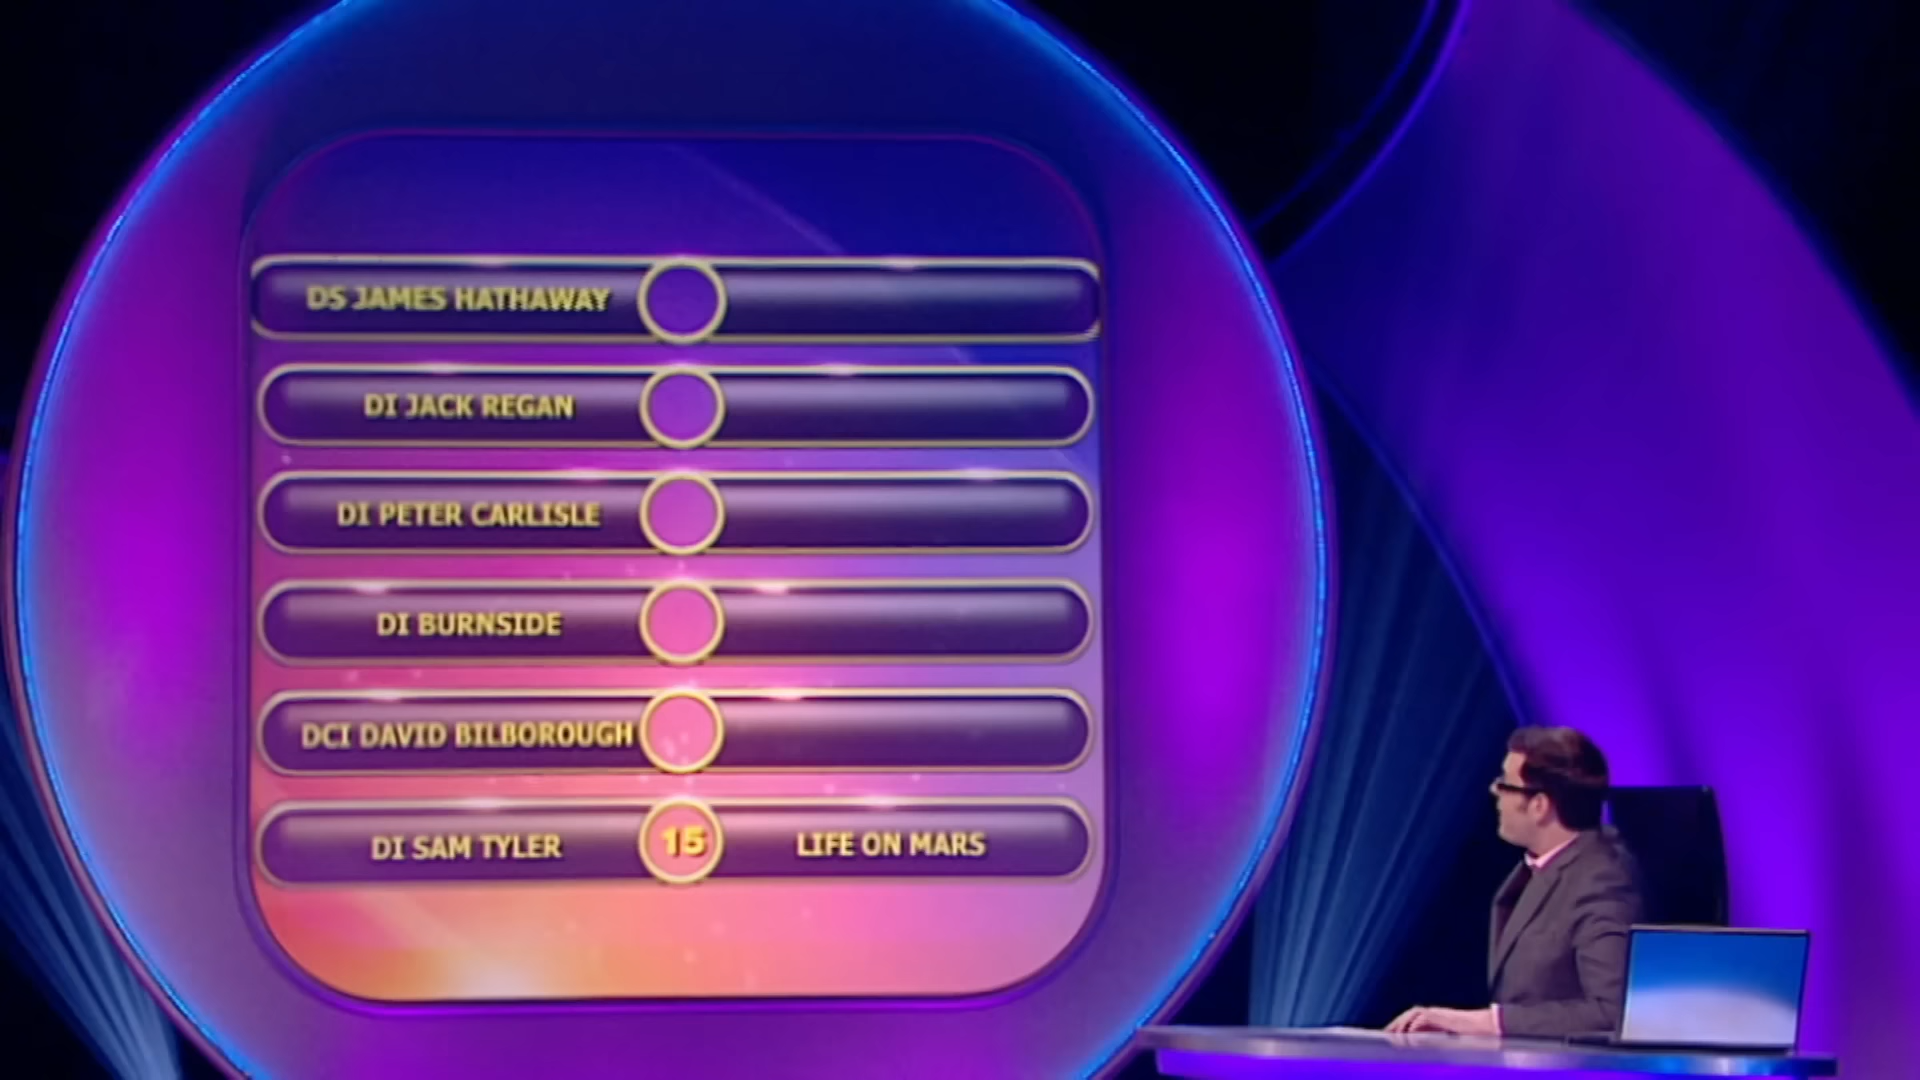 DS JAMES HATHAWAY
DI JACK REGAN
DI PETER CARLISLE
DI BURNSIDE
DCI DAVID BILBOROUGH
DI SAM TYLER 15 LIFE ON MARS